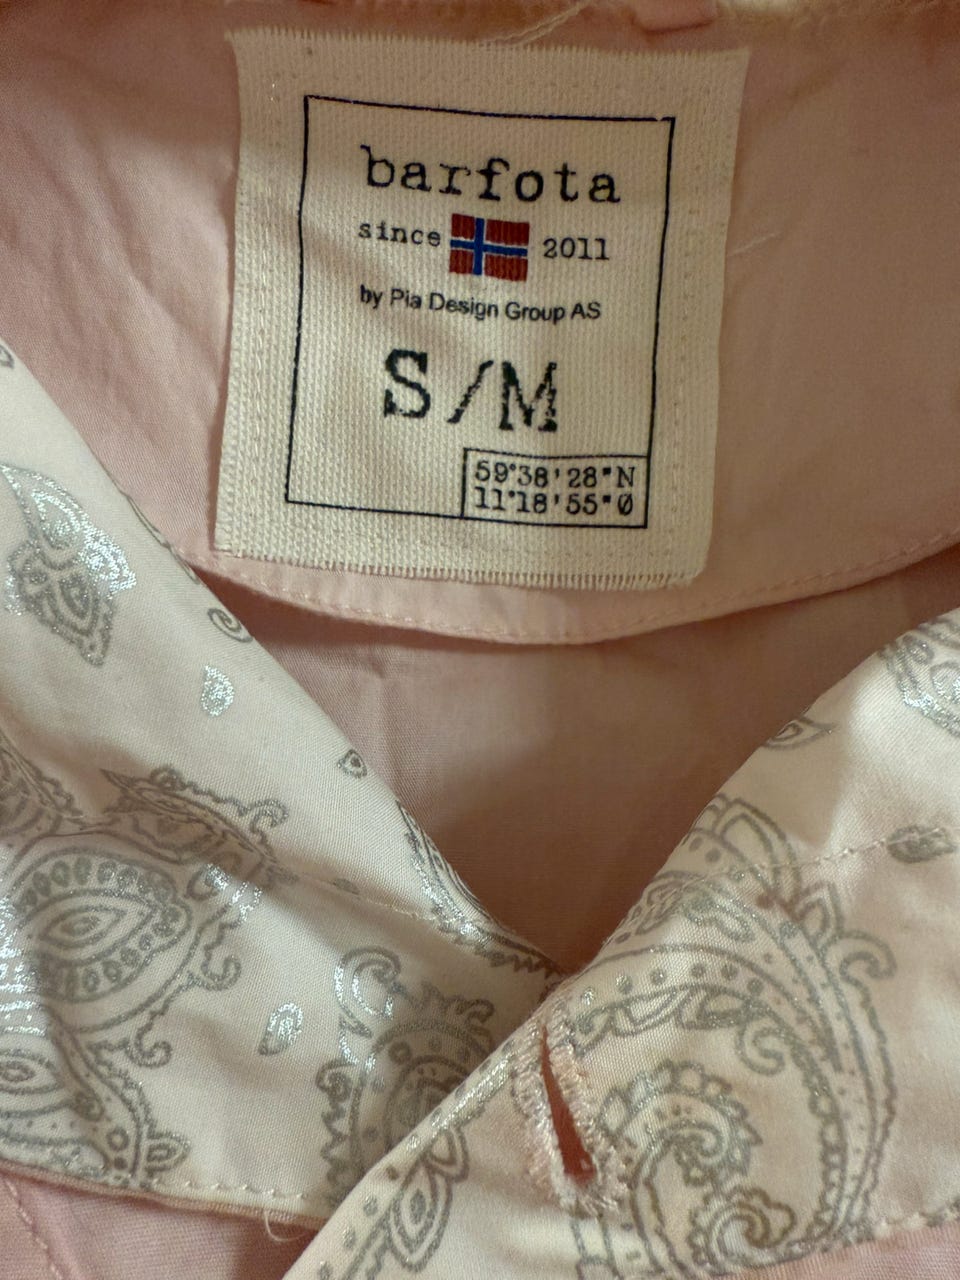 barfota
since 2011
by Pia Design Group AS
S/M
59°38'28"N
11°18'55"Ø